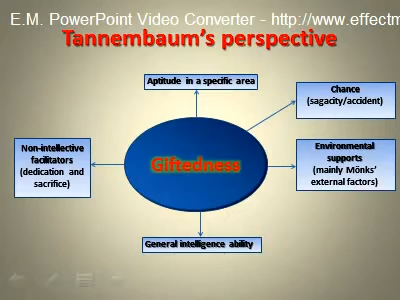 E.M. PowerPoint Video Converter - http://www.effectm
Tannembaum's perspective
Aptitude in a specific area
Chance
(sagacity/accident)
Non-intellective
facilitators
(dedication and
sacrifice)
Giftedness
Environmental
supports
(mainly Mönks'
external factors)
General intelligence ability